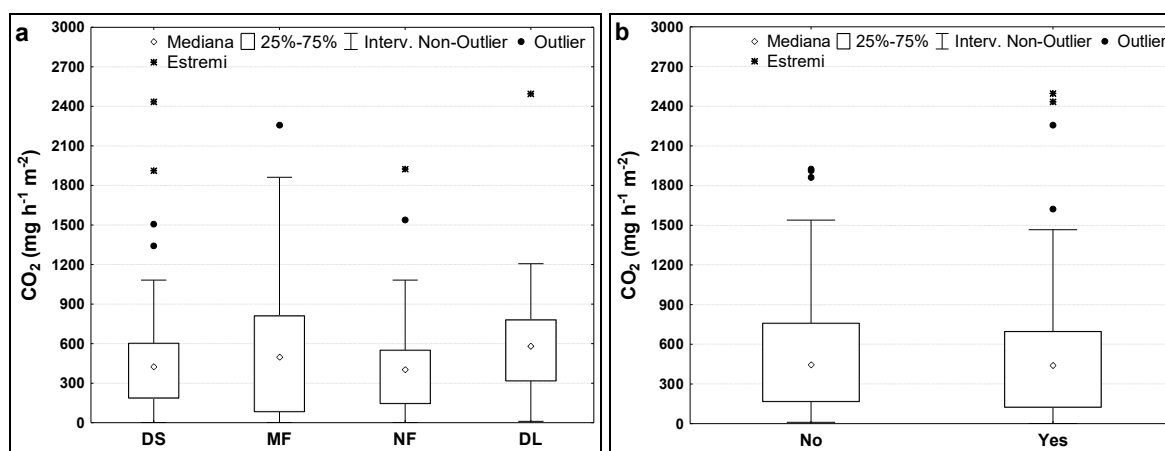 a
3000
2700
2400
2100
1800
1500
1200
900
600
300
0
CO₂ (mg h⁻¹ m⁻²)
Mediana 25%-75% Interv. Non-Outlier Outlier
Estremi
DS MF NF DL
b
3000
2700
2400
2100
1800
1500
1200
900
600
300
0
CO₂ (mg h⁻¹ m⁻²)
Mediana 25%-75% Interv. Non-Outlier Outlier
Estremi
No Yes